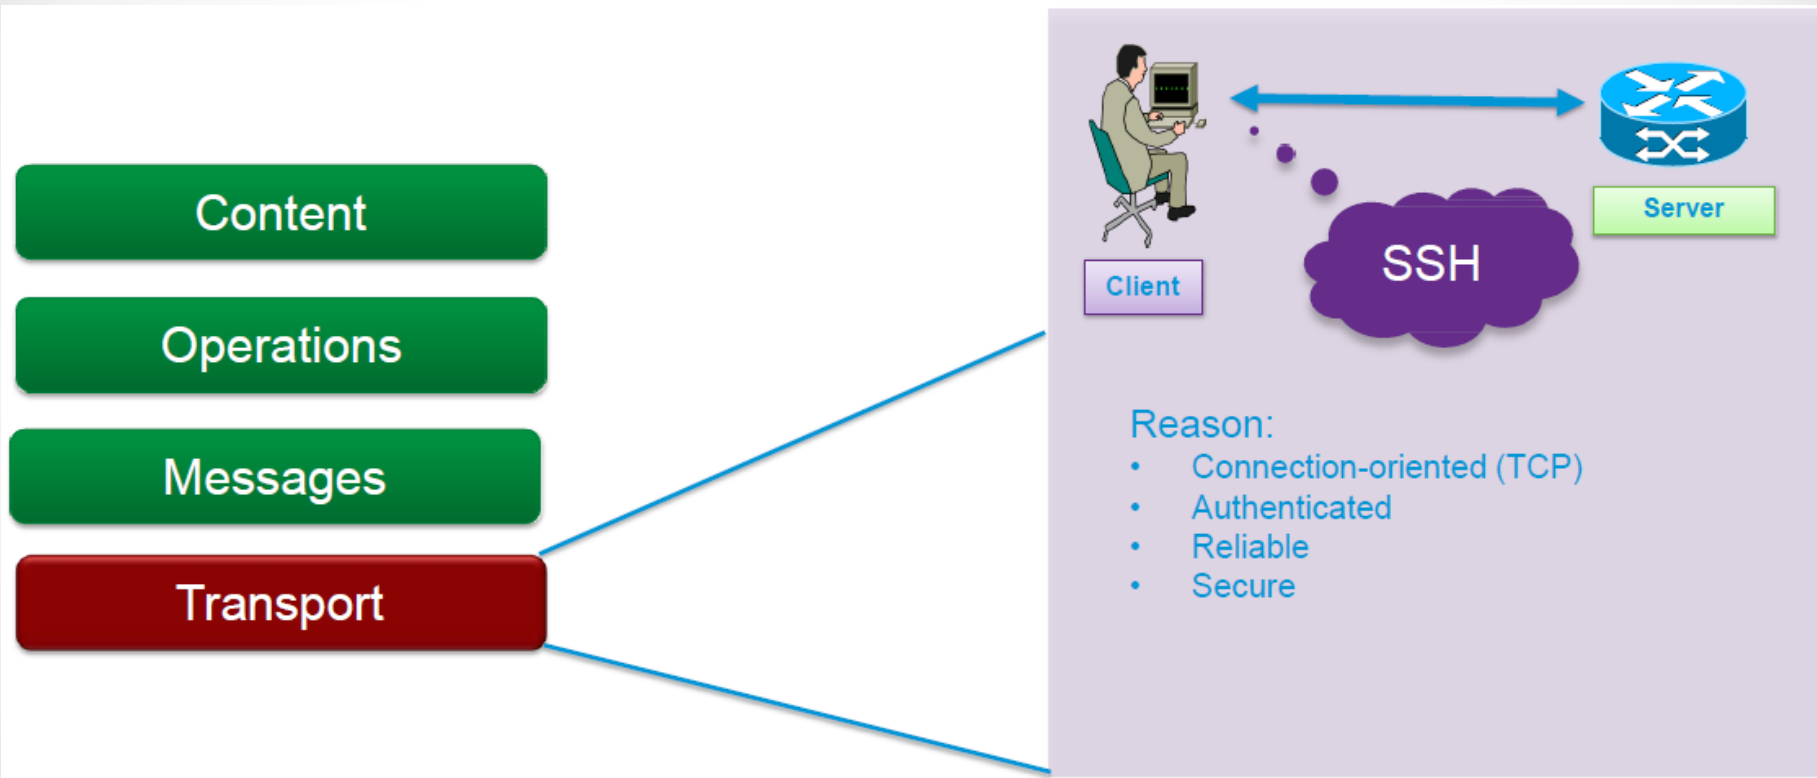 Content
Operations
Messages
Transport
Client
Server
SSH
Reason:
• Connection-oriented (TCP)
• Authenticated
• Reliable
• Secure